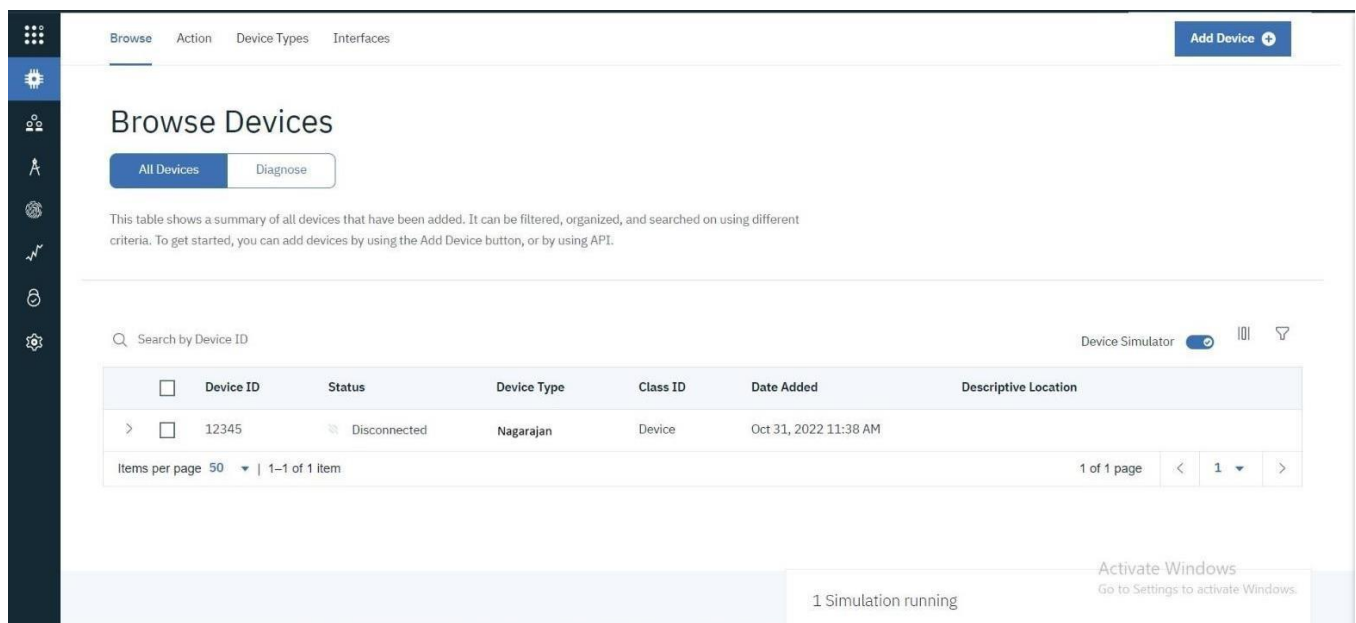 Browse Action Device Types Interfaces Add Device
Browse Devices
All Devices Diagnose
This table shows a summary of all devices that have been added. It can be filtered, organized, and searched on using different
criteria. To get started, you can add devices by using the Add Device button, or by using API.
Search by Device ID Device Simulator
Device ID Status Device Type Class ID Date Added Descriptive Location
12345 Disconnected Nagarajan Device Oct 31, 2022 11:38 AM
Items per page 50 | 1–1 of 1 item 1 of 1 page 1
Activate Windows
Go to Settings to activate Windows.
1 Simulation running